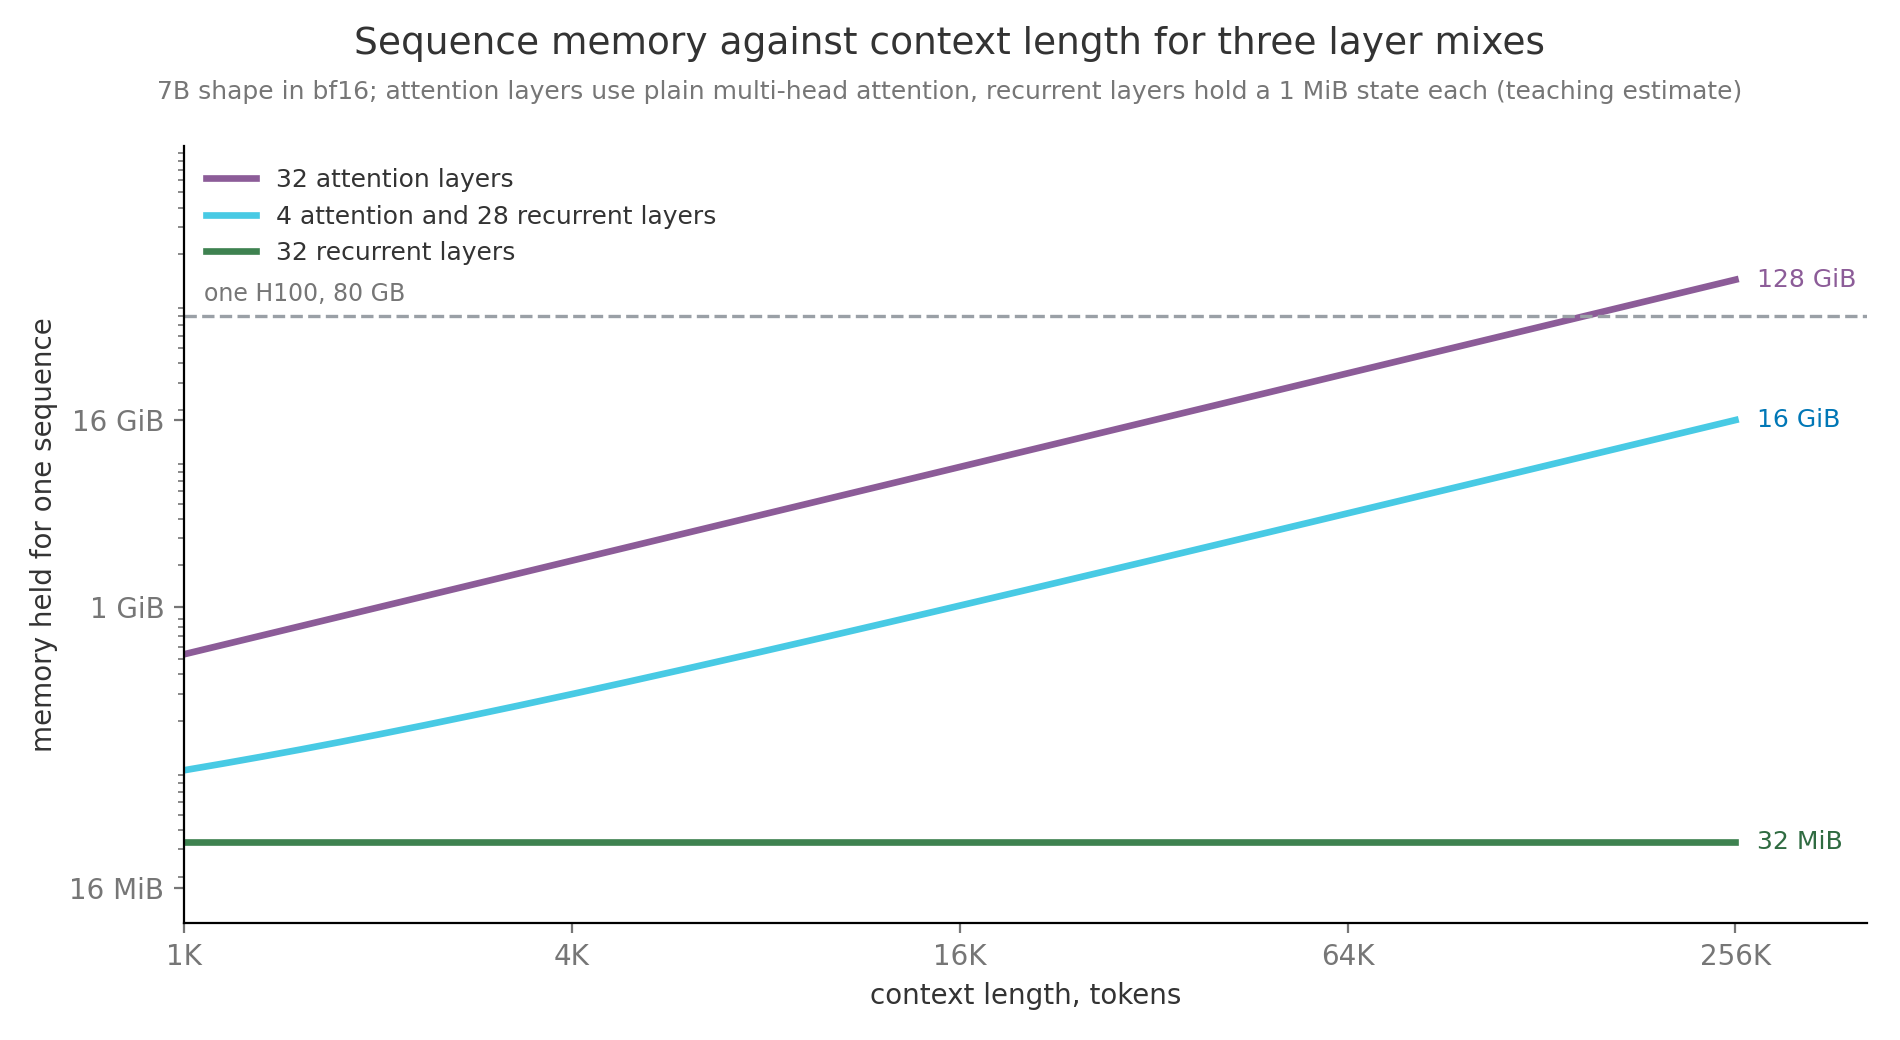 Sequence memory against context length for three layer mixes
7B shape in bf16; attention layers use plain multi-head attention, recurrent layers hold a 1 MiB state each (teaching estimate)
32 attention layers
4 attention and 28 recurrent layers
32 recurrent layers
one H100, 80 GB
128 GiB
16 GiB
32 MiB
memory held for one sequence
16 GiB
1 GiB
16 MiB
1K
4K
16K
64K
256K
context length, tokens